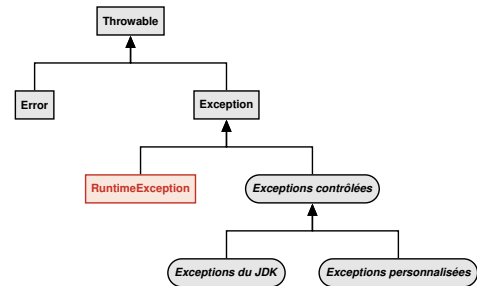 Throwable
Error
Exception
RuntimeException
Exceptions contrôlées
Exceptions du JDK
Exceptions personnalisées